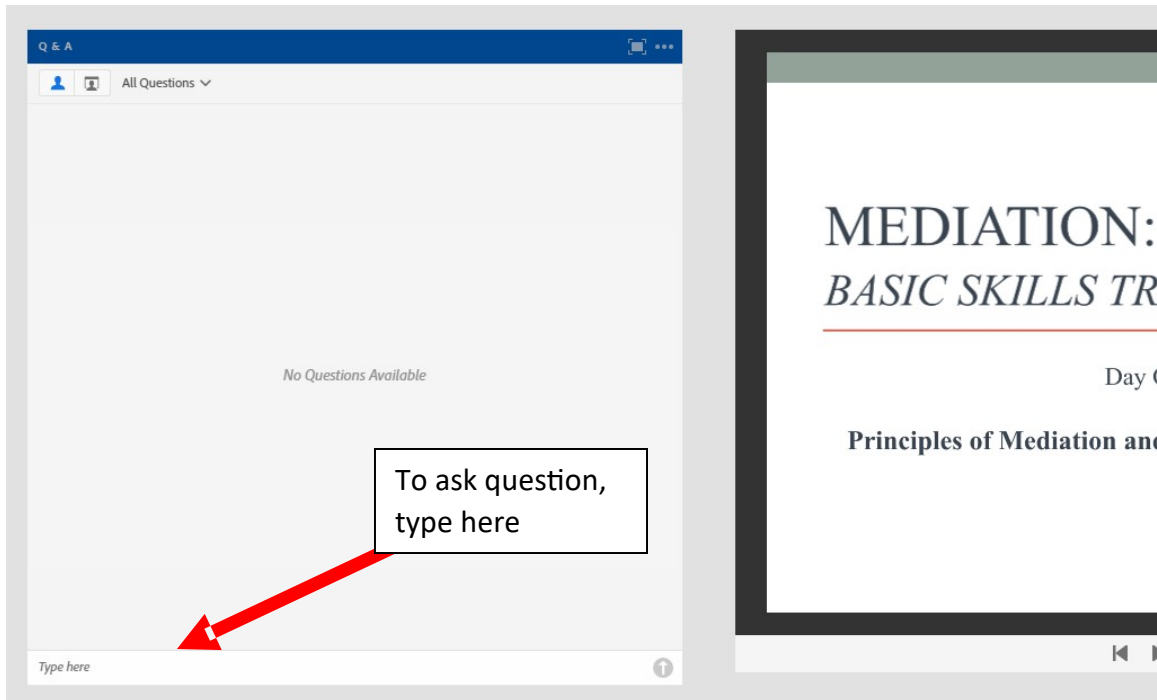 Q & A
All Questions
No Questions Available
To ask question,
type here
Type here
MEDIATION:
BASIC SKILLS TR
Day
Principles of Mediation and